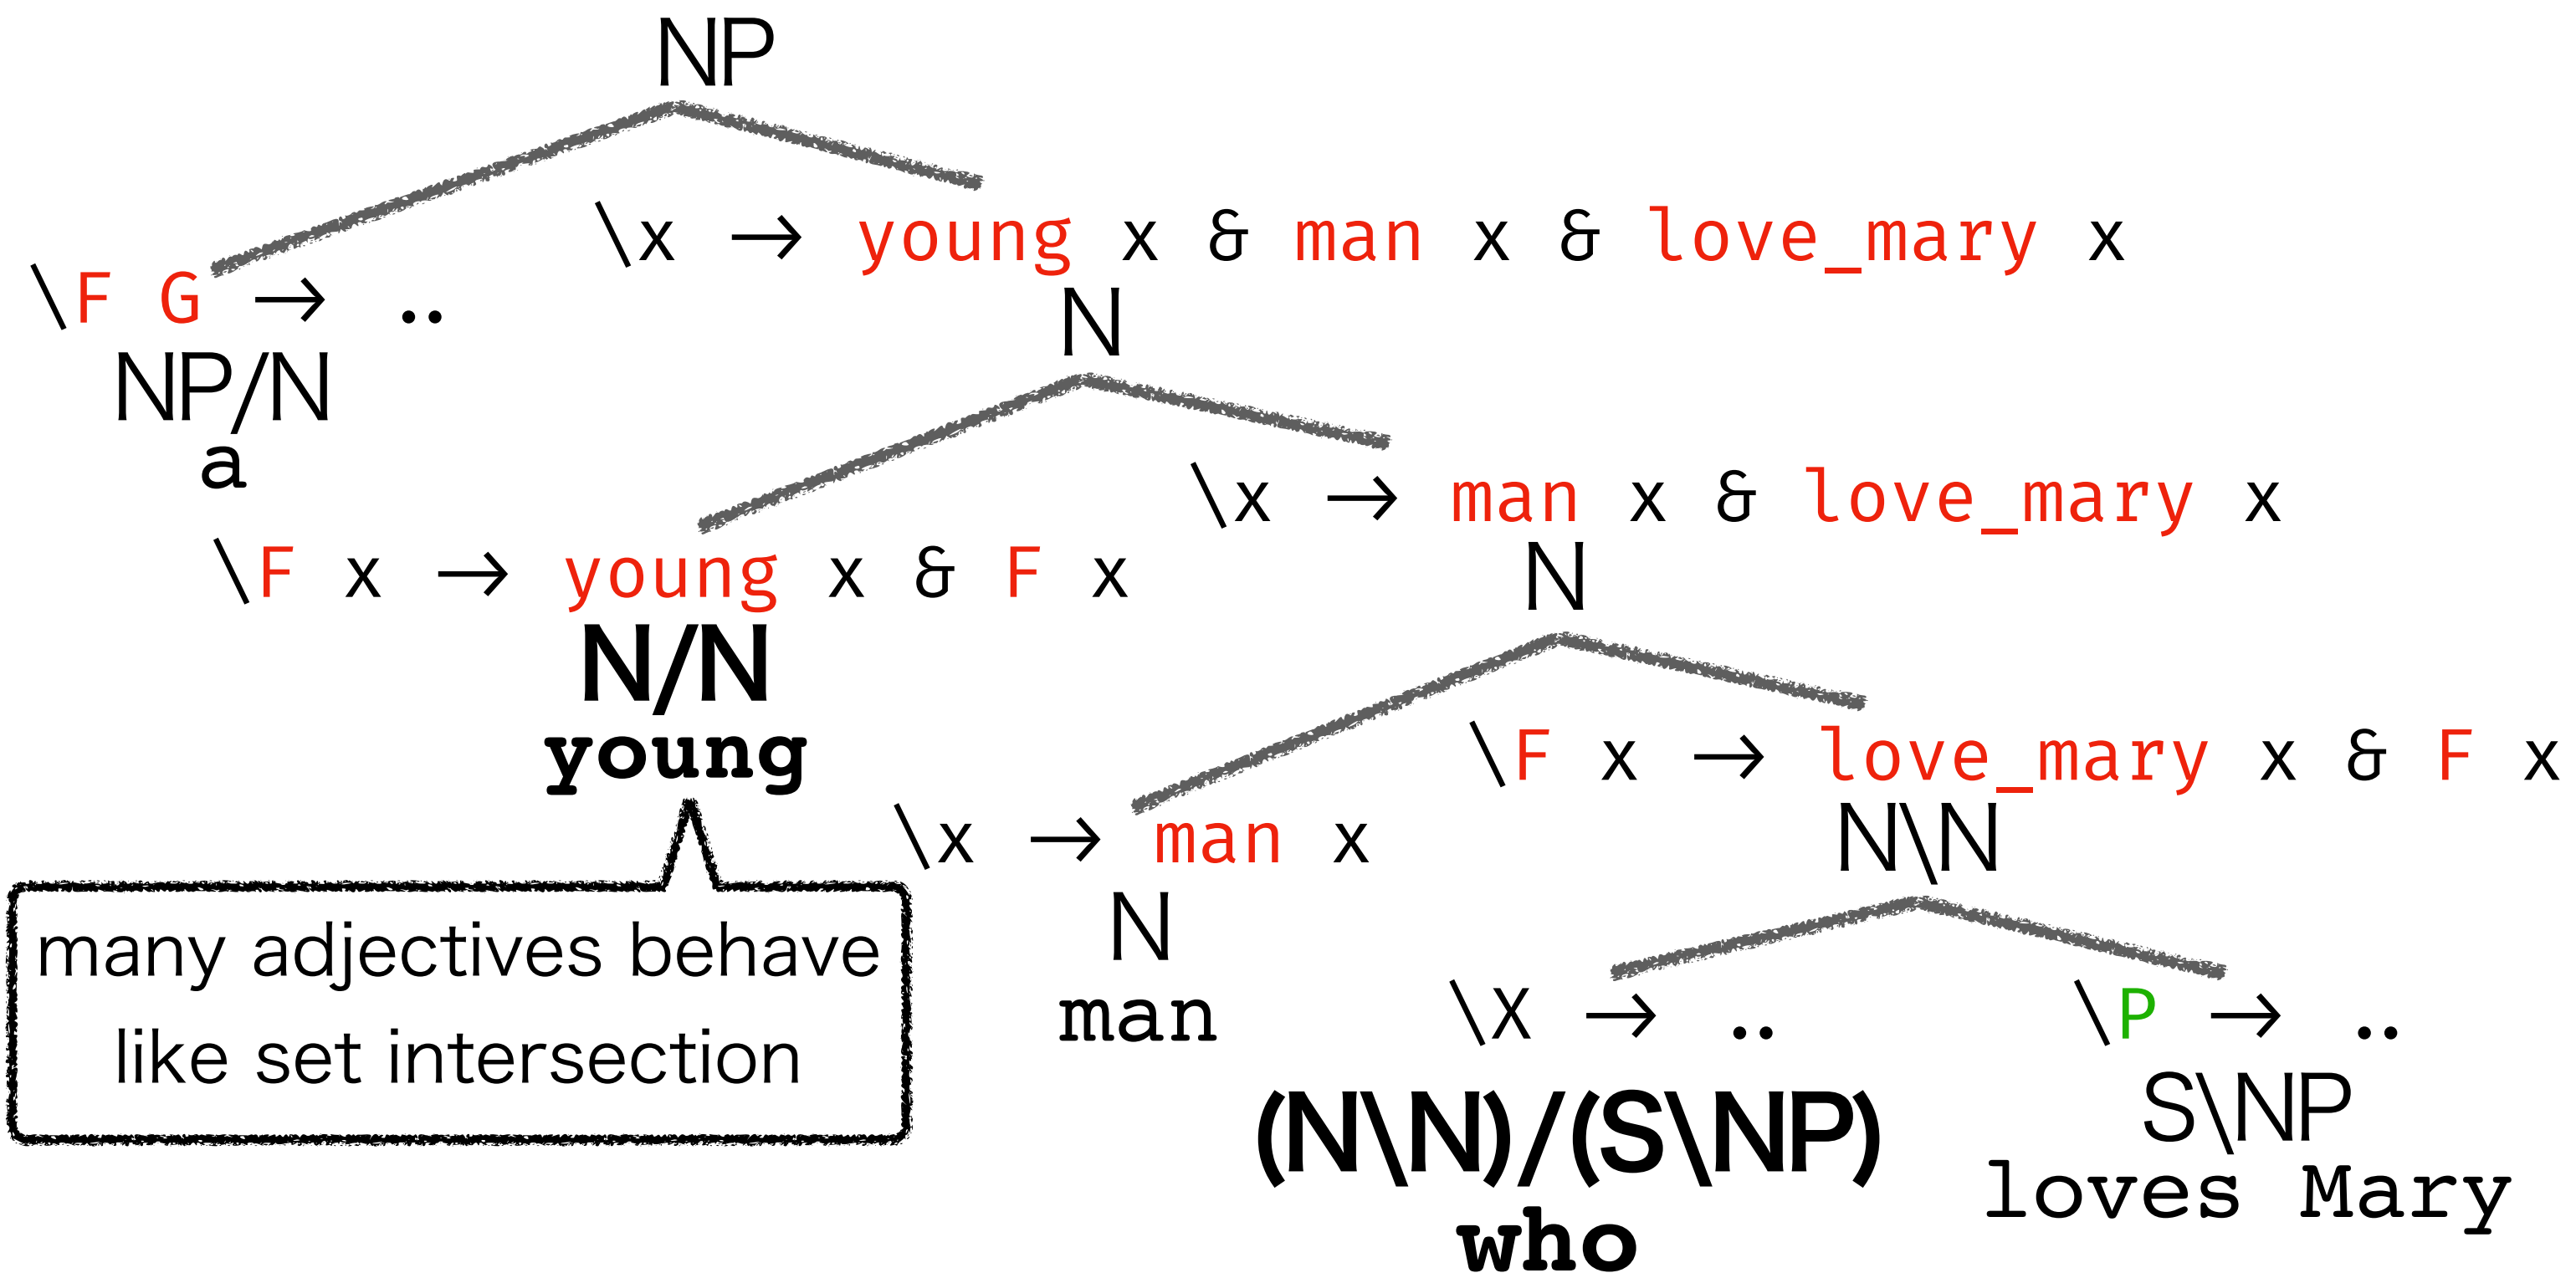 NP
\x → young x & man x & love_mary x
\F G → ..
N
NP/N
a
\x → man x & love_mary x
\F x → young x & F x
N
N/N
young
\F x → love_mary x & F x
\x → man x
N\N
N
man
many adjectives behave
like set intersection
\X → ..
\P → ..
(N\N)/(S\NP)
who
S\NP
loves Mary